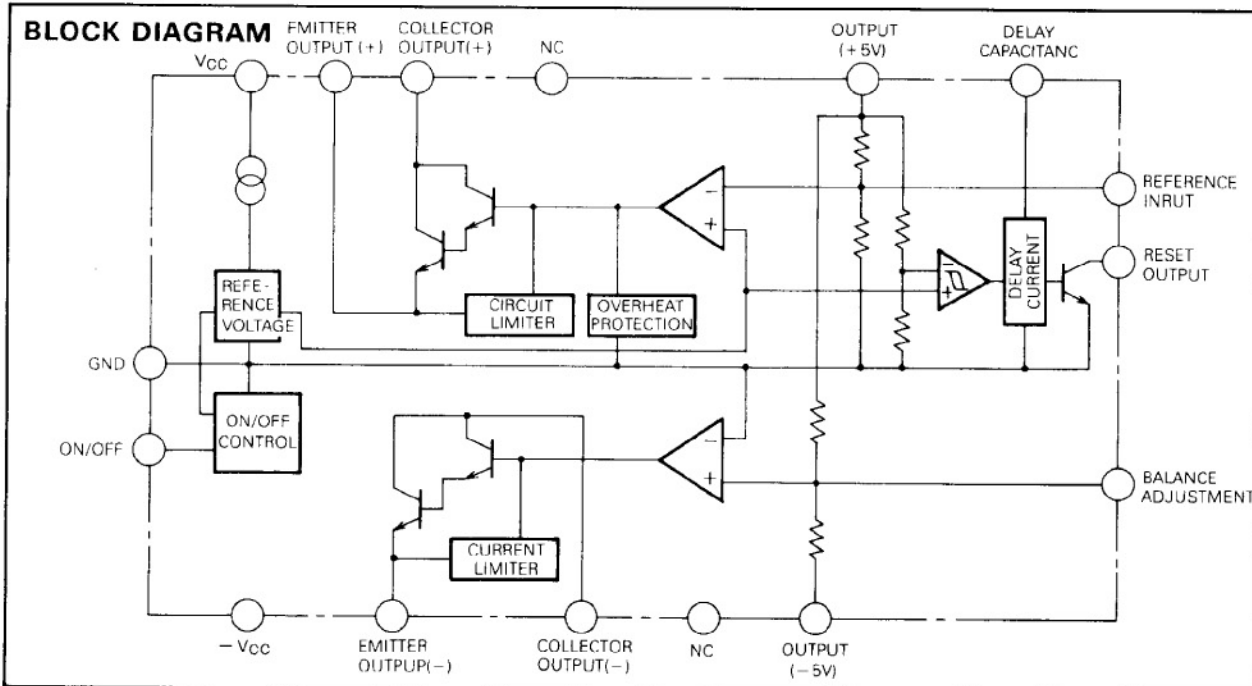 BLOCK DIAGRAM
EMITTER
OUTPUT (+)
COLLECTOR
OUTPUT(+)
NC
OUTPUT
(+5V)
DELAY
CAPACITANC
VCC
REFERENCE
INRUT
RESET
OUTPUT
−
+
−
+
DELAY
CURRENT
REFE-
RENCE
VOLTAGE
CIRCUIT
LIMITER
OVERHEAT
PROTECTION
GND
ON/OFF
CONTROL
ON/OFF
−
+
BALANCE
ADJUSTMENT
CURRENT
LIMITER
−VCC
EMITTER
OUTPUP(−)
COLLECTOR
OUTPUT(−)
NC
OUTPUT
(−5V)